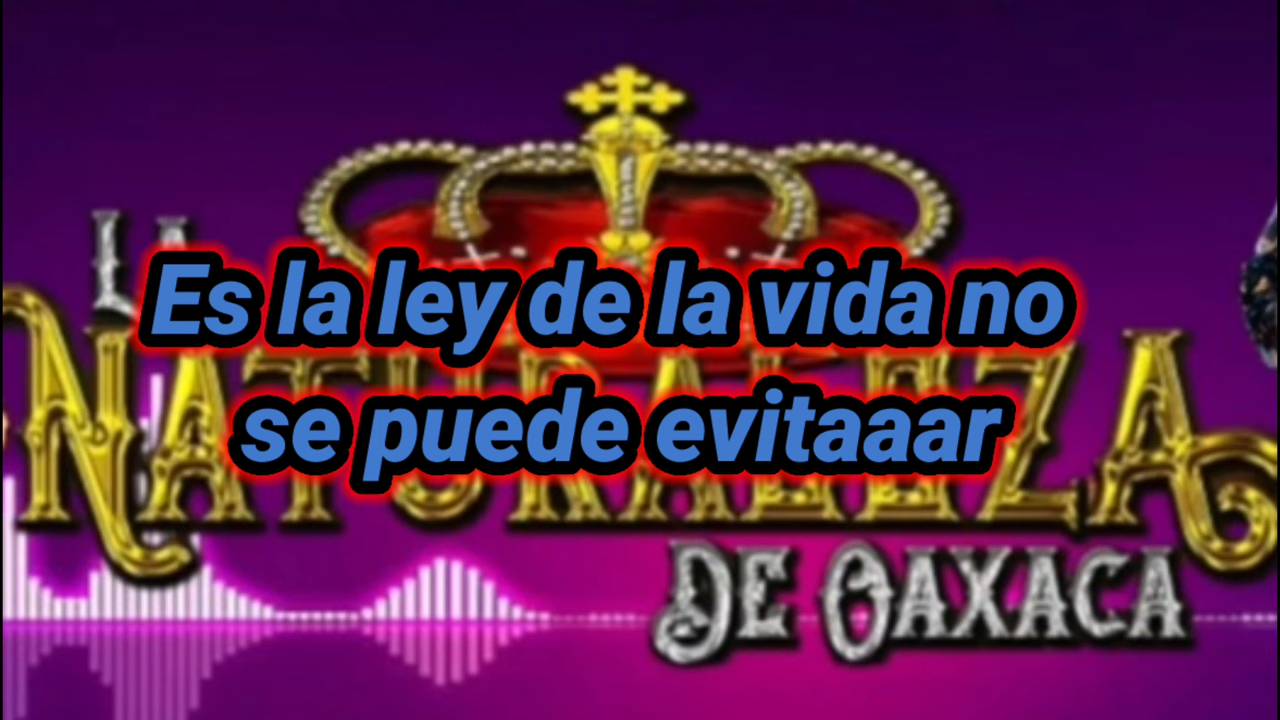 LA
Es la ley de la vida no
NATURALEZA
se puede evitaaar
DE OAXACA